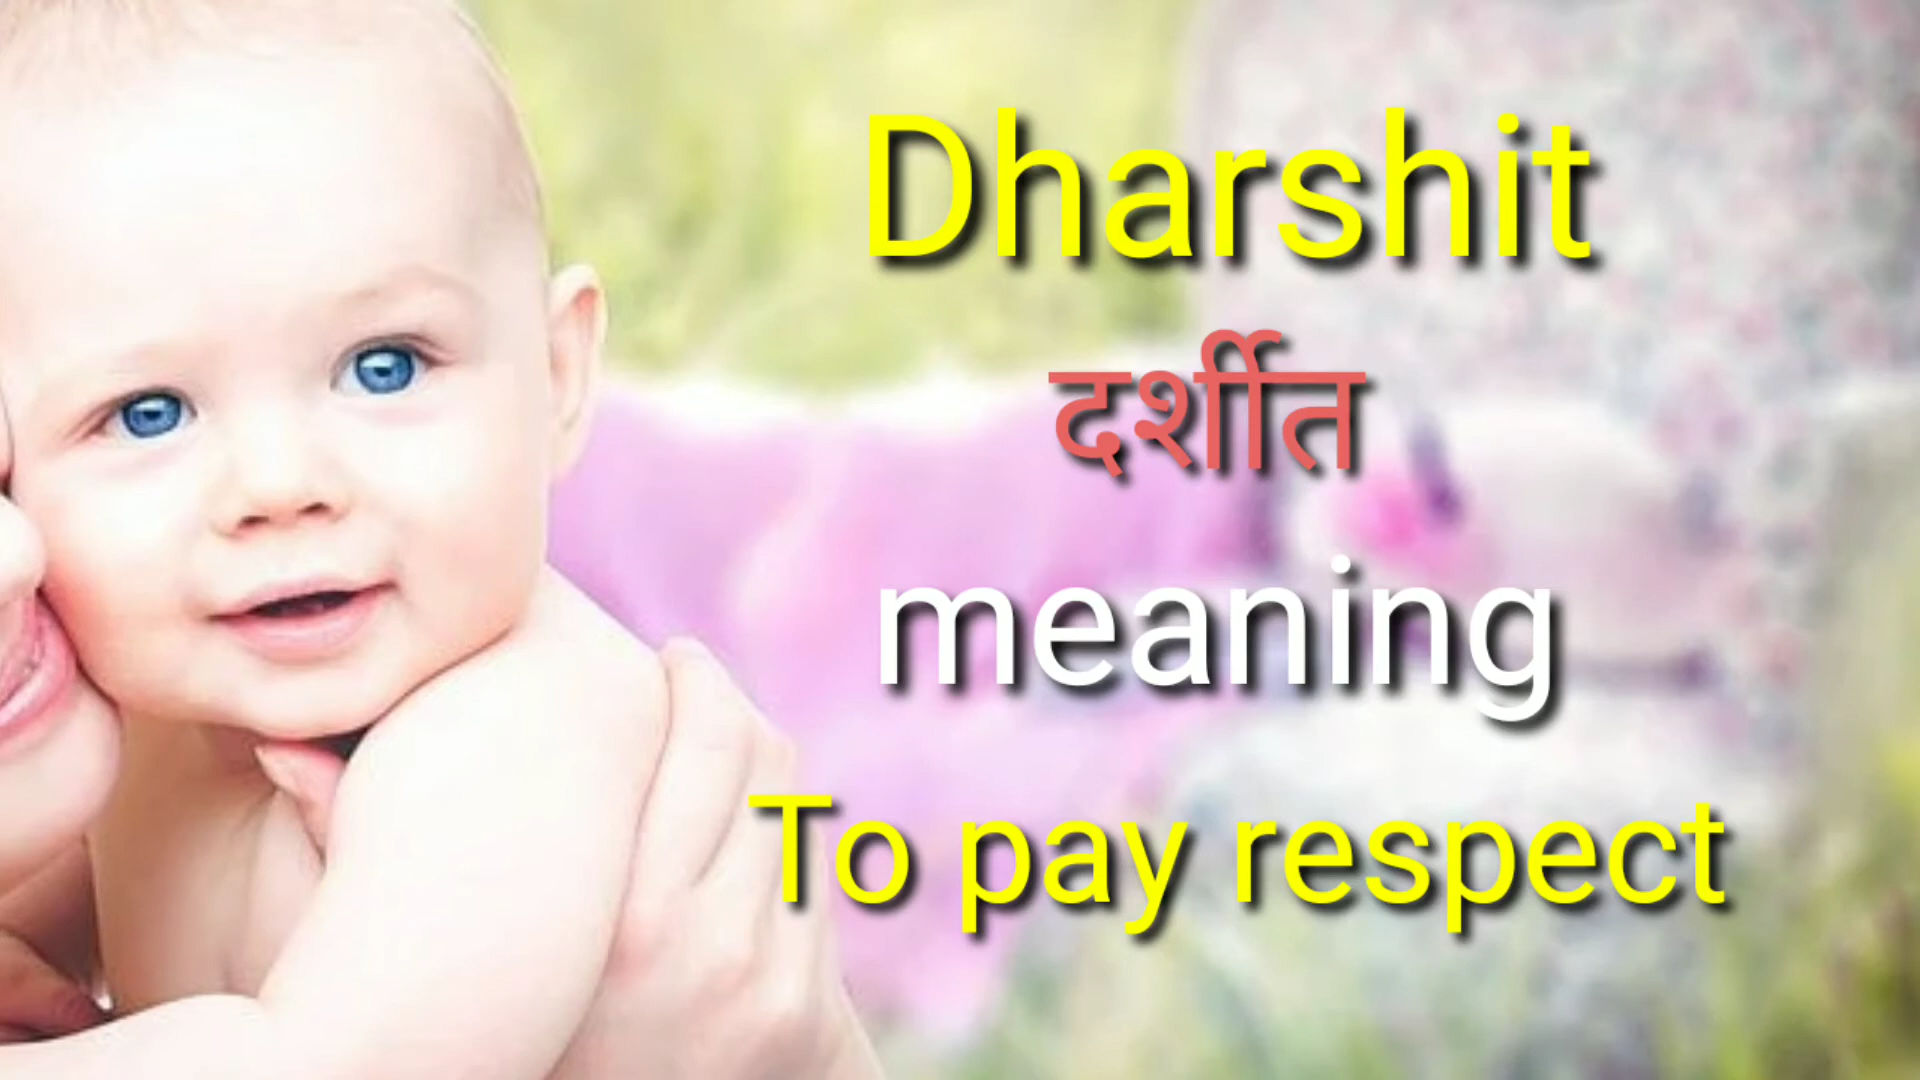 Dharshit
दर्शीत
meaning
To pay respect